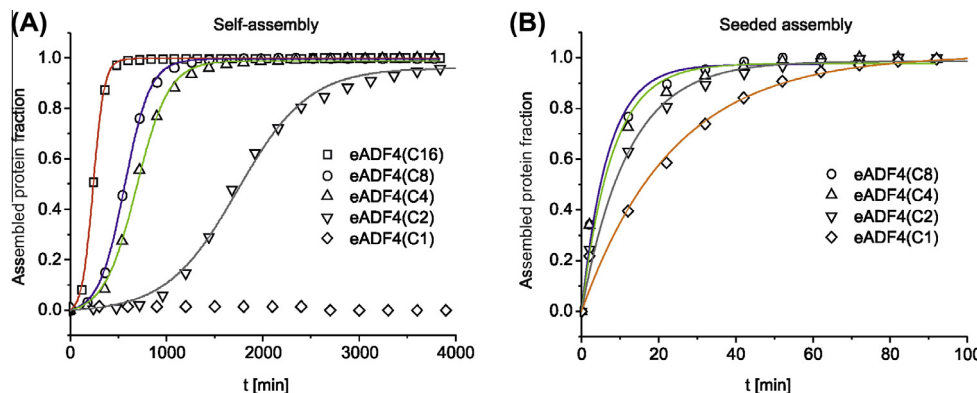 (A)
Self-assembly
Assembled protein fraction
1.0
0.8
0.6
0.4
0.2
0.0
eADF4(C16)
eADF4(C8)
eADF4(C4)
eADF4(C2)
eADF4(C1)
0 1000 2000 3000 4000
t [min]
(B)
Seeded assembly
Assembled protein fraction
1.0
0.8
0.6
0.4
0.2
0.0
eADF4(C8)
eADF4(C4)
eADF4(C2)
eADF4(C1)
0 20 40 60 80 100
t [min]